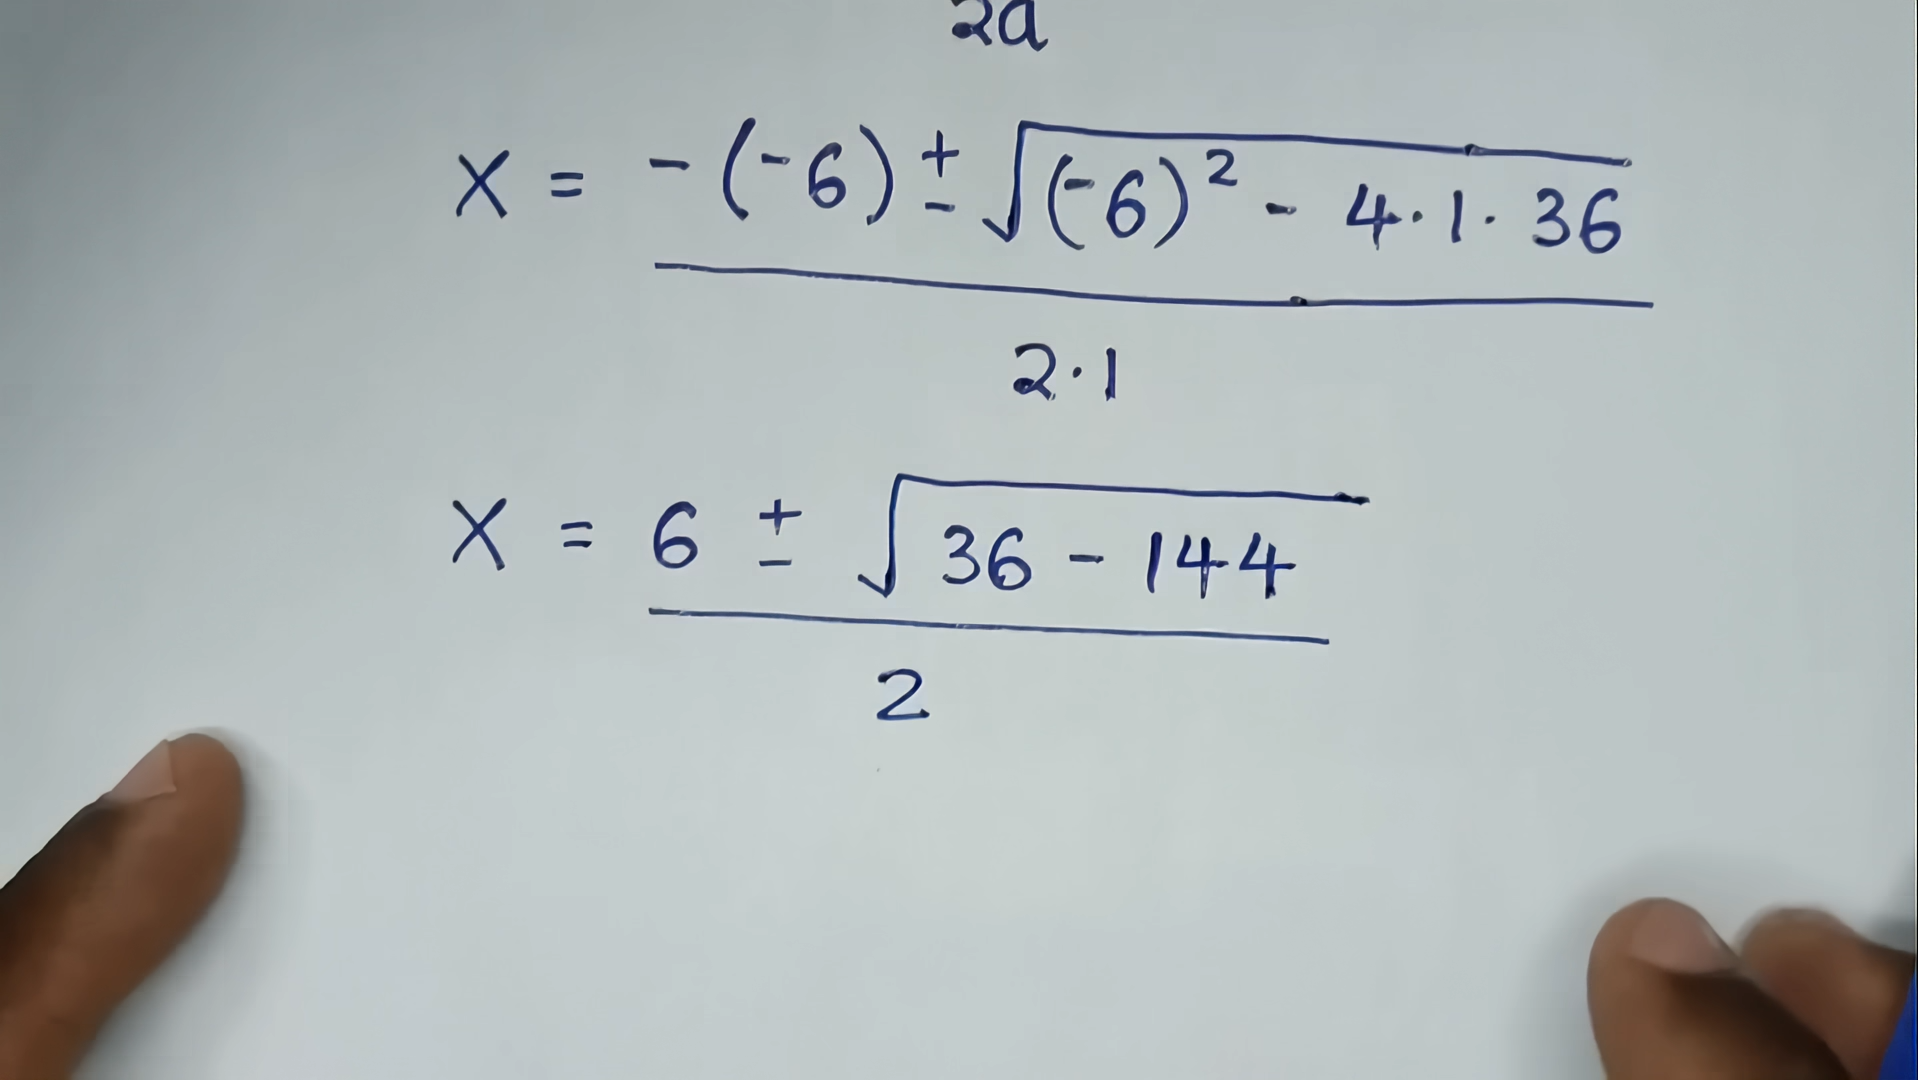 2a
x = -(-6) ± √(-6)² - 4·1·36
2·1
x = 6 ± √36 - 144
2